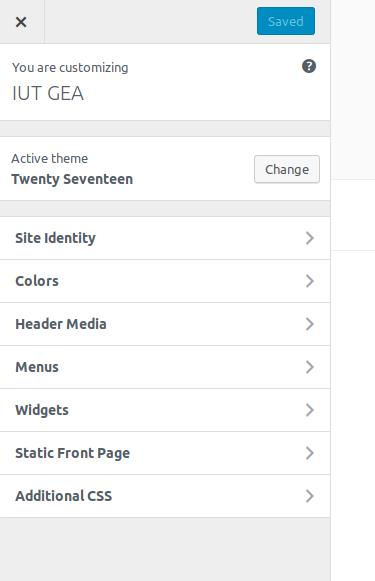 Saved
You are customizing
IUT GEA
Active theme
Twenty Seventeen
Change
Site Identity
Colors
Header Media
Menus
Widgets
Static Front Page
Additional CSS